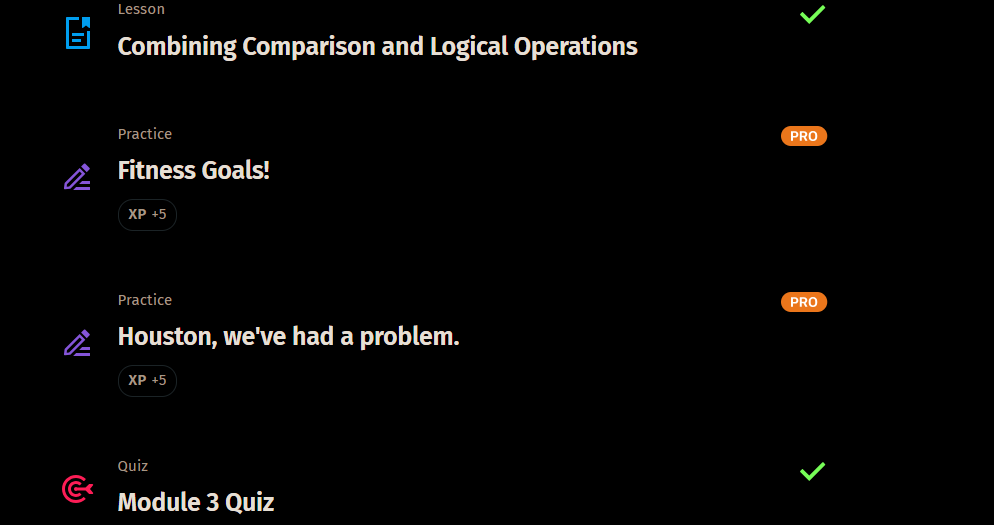 Lesson
Combining Comparison and Logical Operations
Practice
PRO
Fitness Goals!
XP +5
Practice
PRO
Houston, we've had a problem.
XP +5
Quiz
Module 3 Quiz